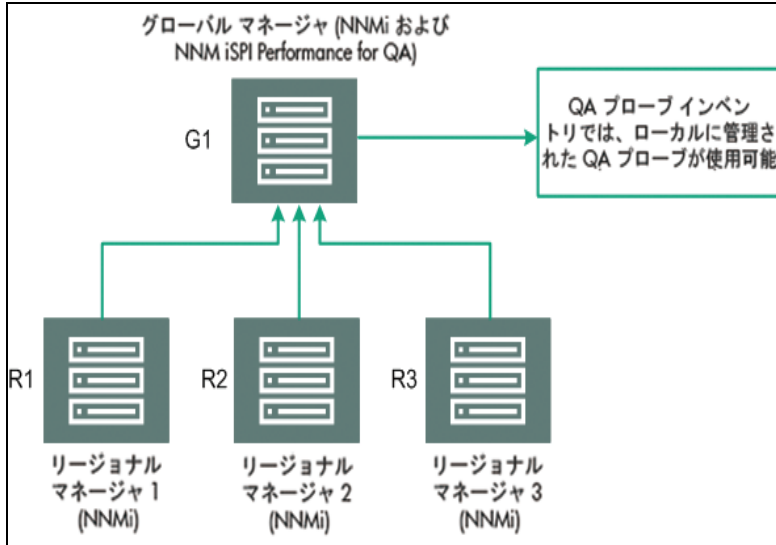 グローバル マネージャ (NNMi および
NNM iSPI Performance for QA)
G1
QA プローブ インベン
トリでは、ローカルに管理さ
れた QA プローブが使用可能
R1
R2
R3
リージョナル
マネージャ 1
(NNMi)
リージョナル
マネージャ 2
(NNMi)
リージョナル
マネージャ 3
(NNMi)